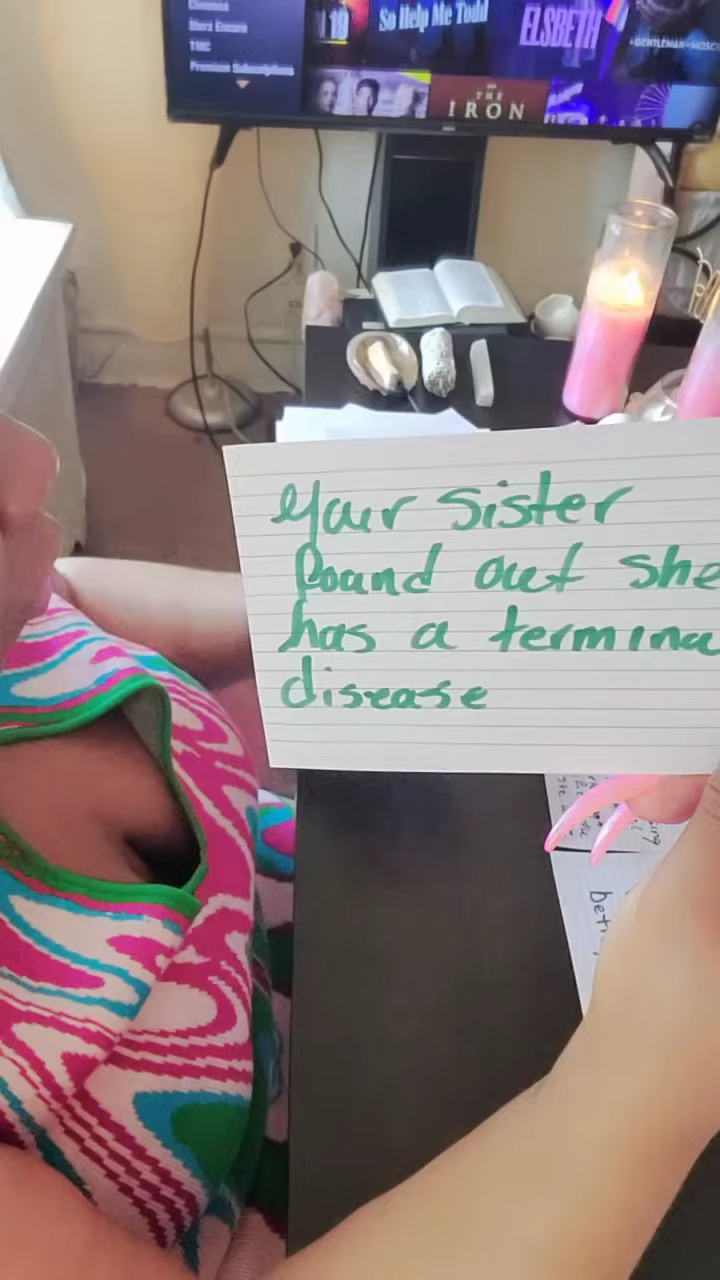 Cinemax
Starz Encore
TMC
Premium Subscriptions
So Help Me Todd
ELSBETH
THE
IRON
Your sister
found out she
has a termina
disease